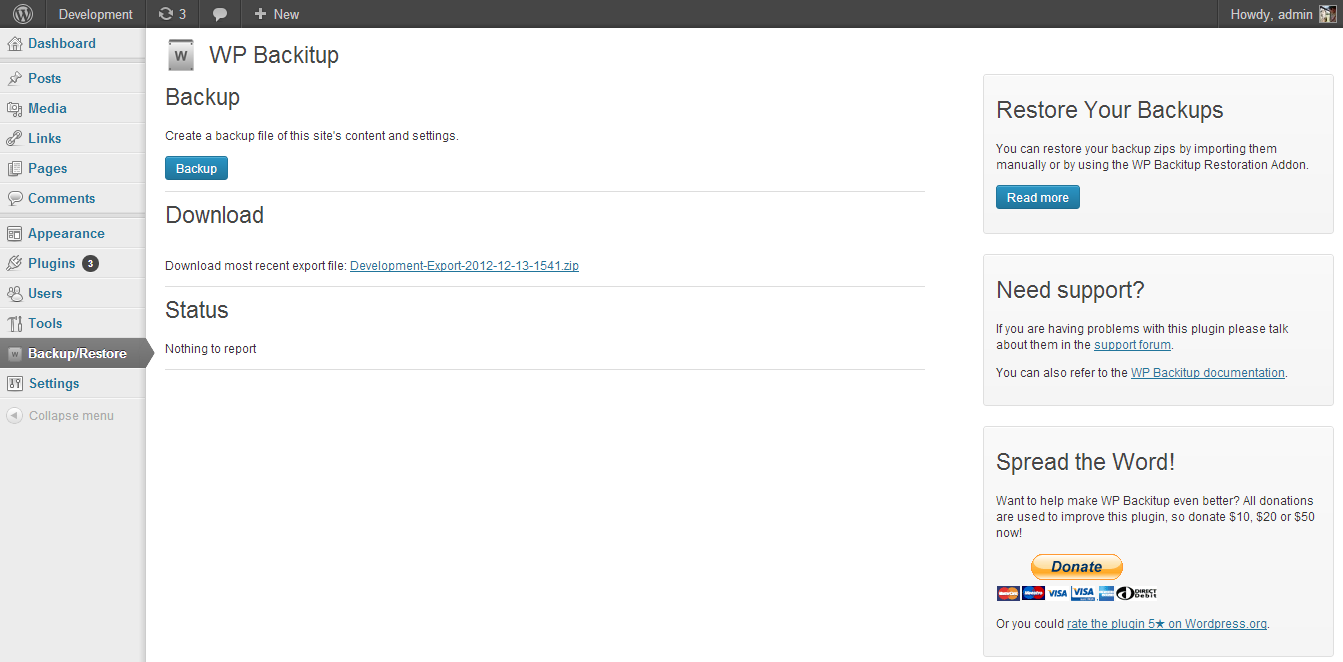 Development
3
New
Howdy, admin
Dashboard
Posts
Media
Links
Pages
Comments
Appearance
Plugins 3
Users
Tools
W Backup/Restore
Settings
Collapse menu
W WP Backitup
Backup
Create a backup file of this site's content and settings.
Backup
Download
Download most recent export file: Development-Export-2012-12-13-1541.zip
Status
Nothing to report
Restore Your Backups
You can restore your backup zips by importing them
manually or by using the WP Backitup Restoration Addon.
Read more
Need support?
If you are having problems with this plugin please talk
about them in the support forum.
You can also refer to the WP Backitup documentation.
Spread the Word!
Want to help make WP Backitup even better? All donations
are used to improve this plugin, so donate $10, $20 or $50
now!
Donate
MasterCard Maestro VISA VISA DIRECT Debit
Or you could rate the plugin 5★ on Wordpress.org.